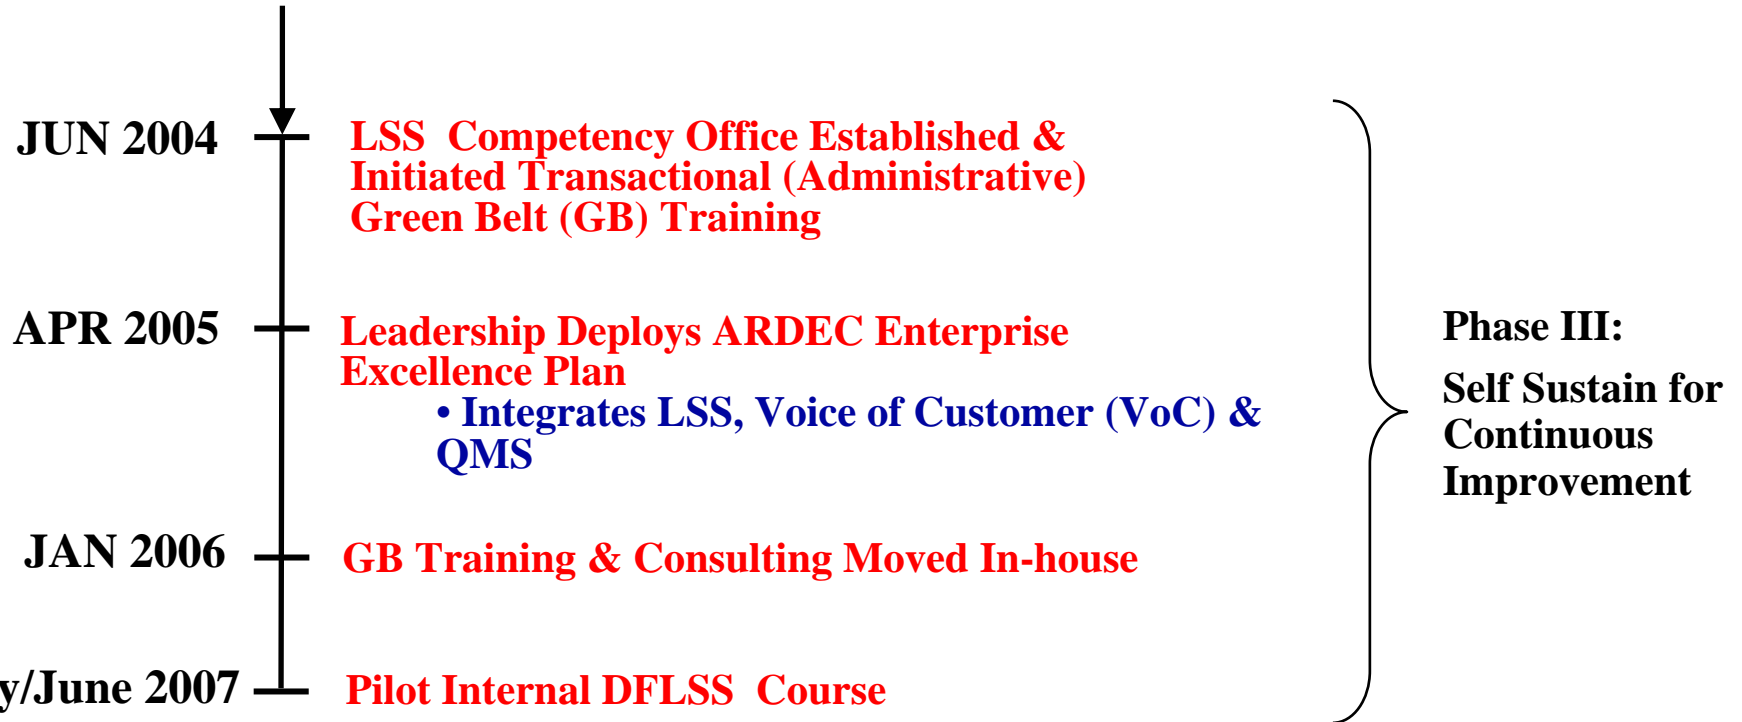 JUN 2004
LSS Competency Office Established &
Initiated Transactional (Administrative)
Green Belt (GB) Training
APR 2005
Leadership Deploys ARDEC Enterprise
Excellence Plan
• Integrates LSS, Voice of Customer (VoC) &
QMS
JAN 2006
GB Training & Consulting Moved In-house
y/June 2007
Pilot Internal DFLSS Course
Phase III:
Self Sustain for
Continuous
Improvement